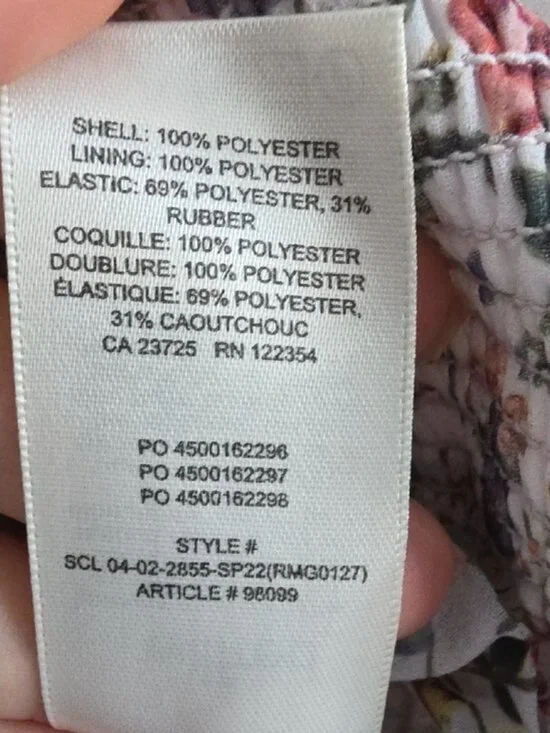 SHELL: 100% POLYESTER
LINING: 100% POLYESTER
ELASTIC: 69% POLYESTER, 31%
RUBBER
COQUILLE: 100% POLYESTER
DOUBLURE: 100% POLYESTER
ÉLASTIQUE: 69% POLYESTER,
31% CAOUTCHOUC
CA 23725 RN 122354
PO 4500162296
PO 4500162297
PO 4500162298
STYLE #
SCL 04-02-2855-SP22(RMG0127)
ARTICLE # 98099